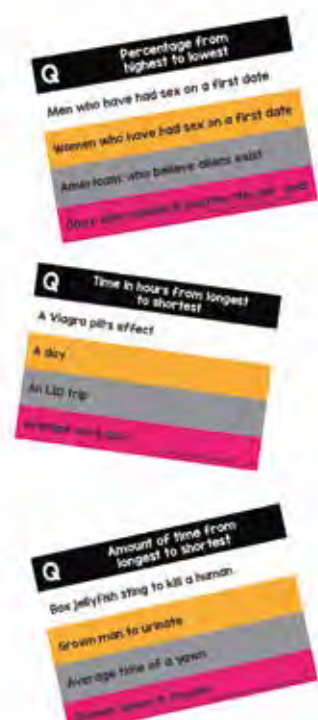 Q
Percentage from
highest to lowest
Men who have had sex on a first date
Women who have had sex on a first date
Americans who believe aliens exist
Q
Time in hours from longest
to shortest
A Viagra pill's effect
A day
An LSD trip
Average work
Q
Amount of time from
longest to shortest
Box jellyfish sting to kill a human
Grown man to urinate
Average time of a yawn